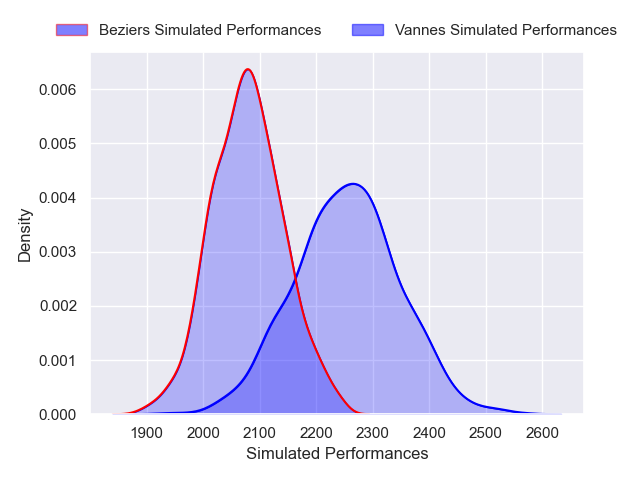 Beziers Simulated Performances Vannes Simulated Performances
0.006
0.005
0.004
0.003
0.002
0.001
0.000
Density
1900 2000 2100 2200 2300 2400 2500 2600
Simulated Performances